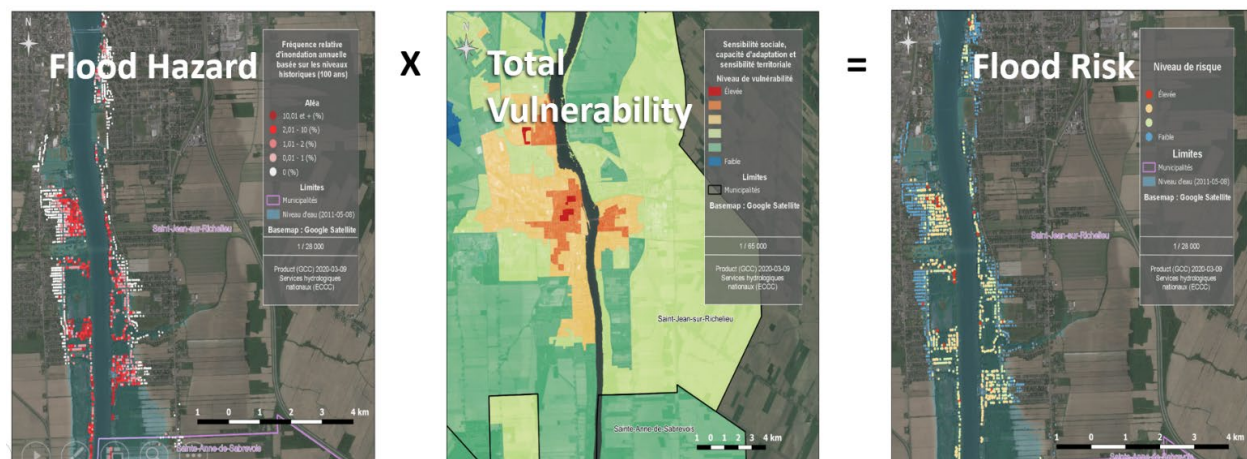 N
Flood Hazard
Fréquence relative
d'inondation annuelle
basée sur les niveaux
historiques (100 ans)
Aléa
10,01 et + (%)
2,01 - 10 (%)
1,01 - 2 (%)
0,01 - 1 (%)
0 (%)
Limites
Municipalités
Niveau d'eau (2011-05-08)
Basemap : Google Satellite
1 / 28 000
Product (GCC) 2020-03-09
Services hydrologiques
nationaux (ECCC)
Saint-Jean-sur-Richelieu
1 0 1 2 3 4 km
Sainte-Anne-de-Sabrevois
X
N
Total
Vulnerability
Sensibilité sociale,
capacité d'adaptation et
sensibilité territoriale
Niveau de vulnérabilité
Élevée
Faible
Limites
Municipalités
Basemap : Google Satellite
1 / 65 000
Product (GCC) 2020-03-09
Services hydrologiques
nationaux (ECCC)
Saint-Jean-sur-Richelieu
Sainte-Anne-de-Sabrevois
1 0 1 2 3 4 km
=
N
Flood Risk
Niveau de risque
Élevée
Faible
Limites
Municipalités
Niveau d'eau (2011-05-08)
Basemap : Google Satellite
1 / 28 000
Product (GCC) 2020-03-09
Services hydrologiques
nationaux (ECCC)
Saint-Jean-sur-Richelieu
1 0 1 2 3 4 km
Sainte-Anne-de-Sabrevois